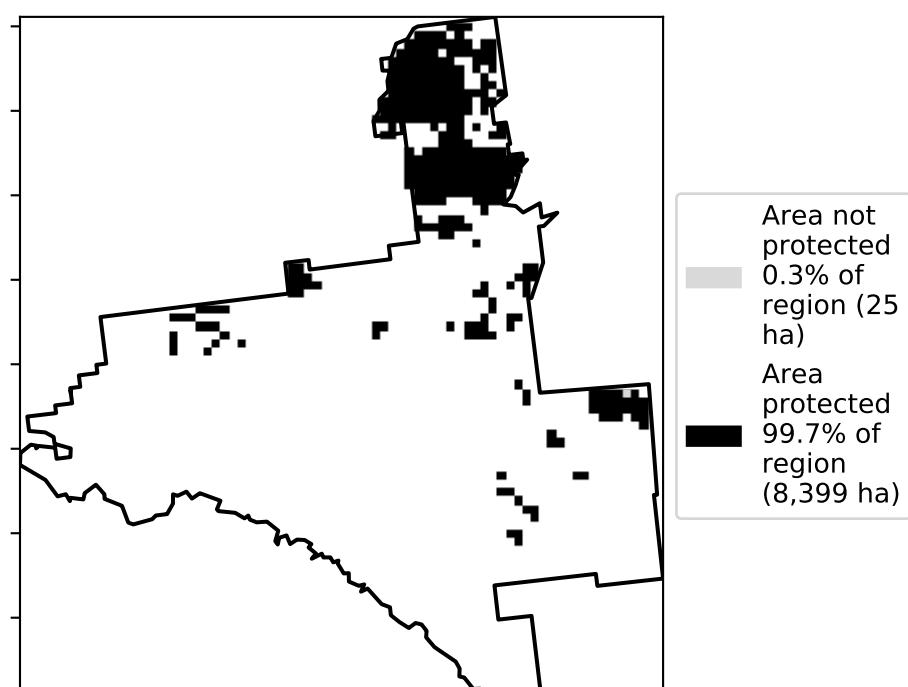 Area not
protected
0.3% of
region (25
ha)
Area
protected
99.7% of
region
(8,399 ha)